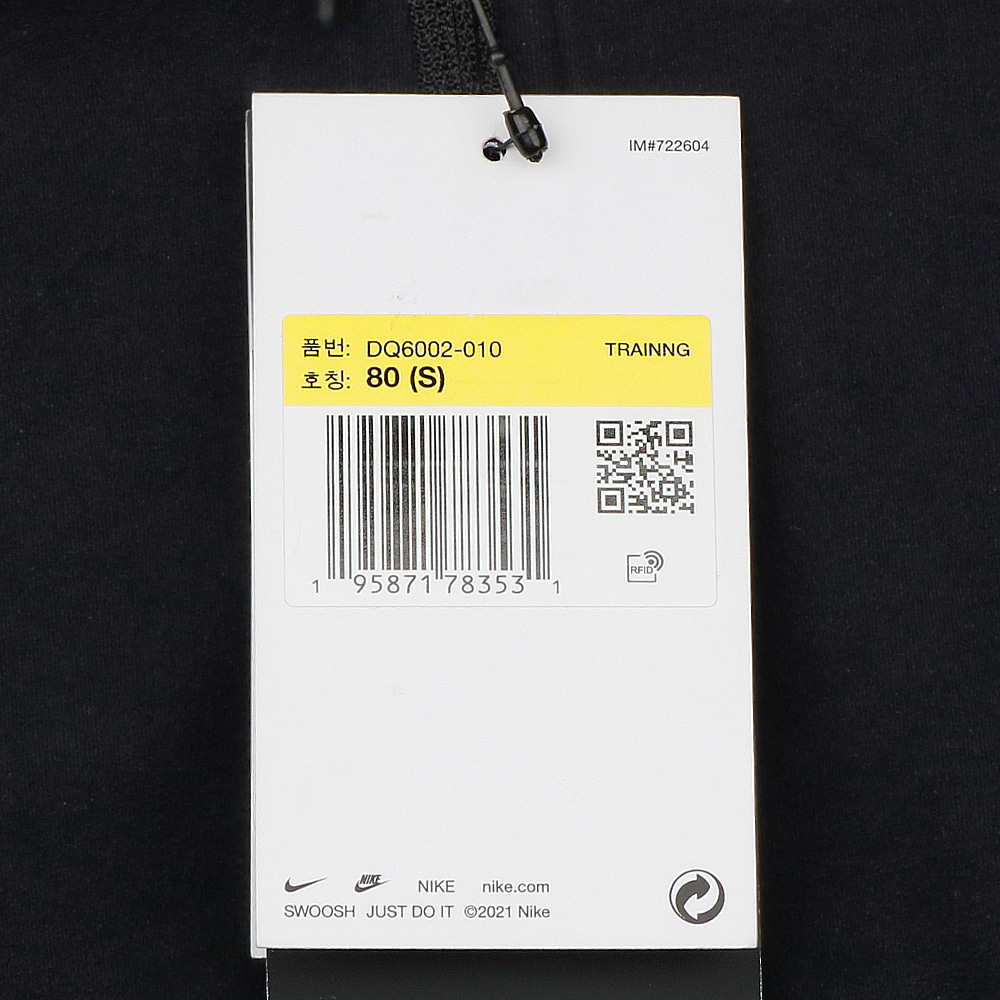 IM#722604
품번: DQ6002-010 TRAINNG
호칭: 80 (S)
1 95871 78353 1
RFID
NIKE NIKE nike.com
SWOOSH JUST DO IT ©2021 Nike